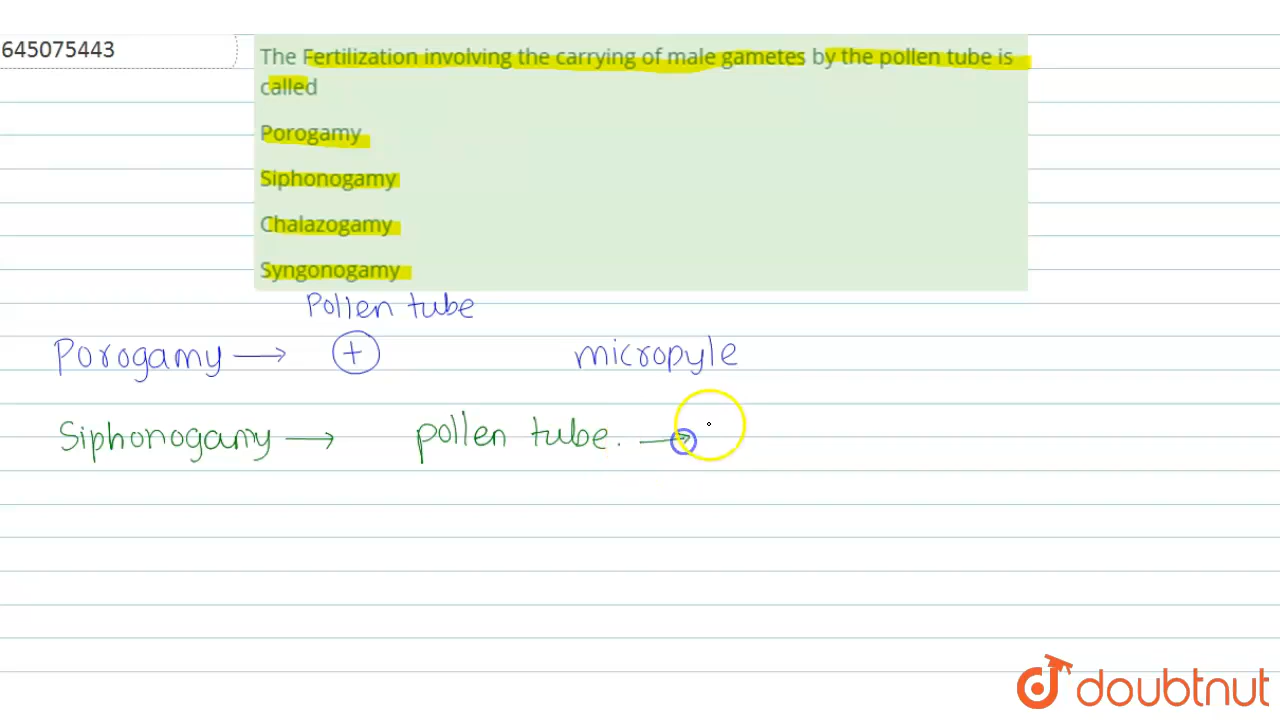 645075443
The Fertilization involving the carrying of male gametes by the pollen tube is
called
Porogamy
Siphonogamy
Chalazogamy
Syngonogamy
Pollen tube
Porogamy → + micropyle
Siphonogamy → pollen tube. →
doubtnut